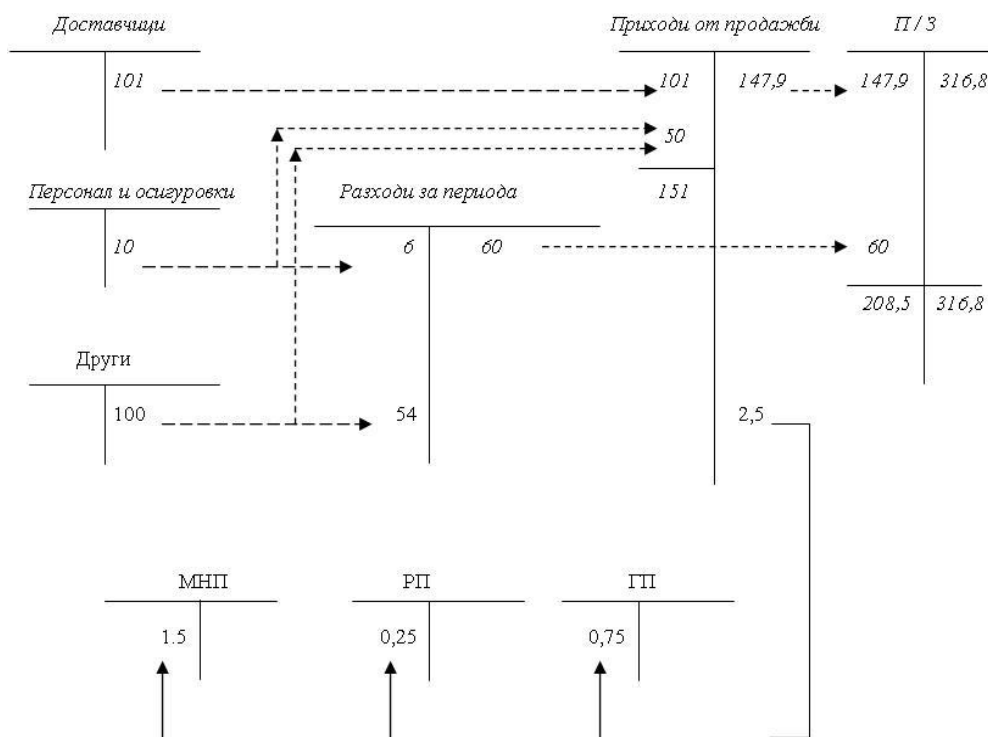 Доставчици Приходи от продажби П / З
101 101 147,9 147,9 316,8
50
151
Персонал и осигуровки Разходи за периода
10 6 60 60
208,5 316,8
Други
100 54 2,5
МНП РП ГП
1.5 0,25 0,75